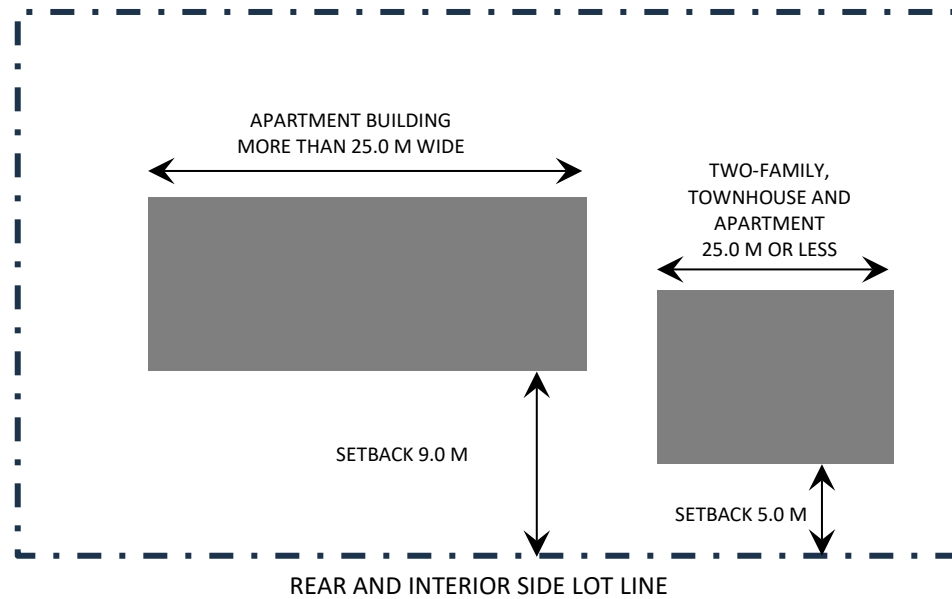 APARTMENT BUILDING
MORE THAN 25.0 M WIDE
TWO-FAMILY,
TOWNHOUSE AND
APARTMENT
25.0 M OR LESS
SETBACK 9.0 M
SETBACK 5.0 M
REAR AND INTERIOR SIDE LOT LINE